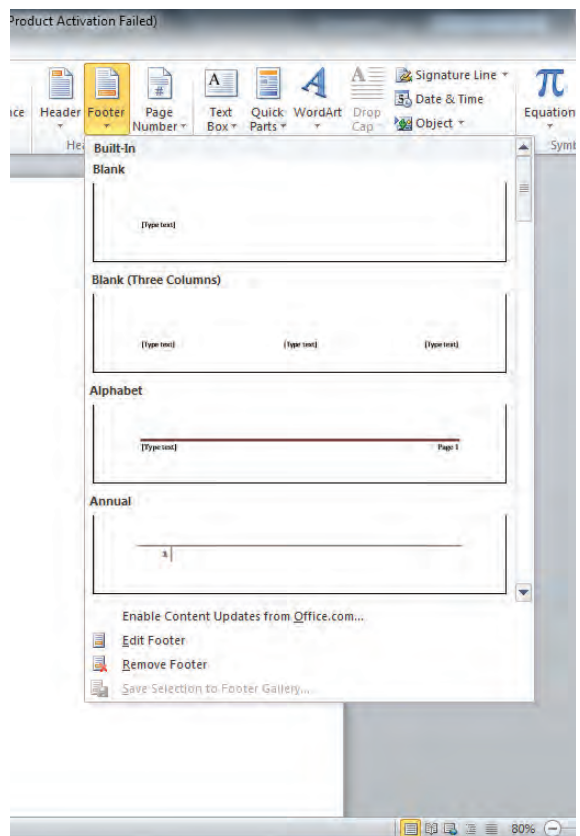 Product Activation Failed)
Signature Line
Date & Time
Object
Header Footer Page Number Text Box Quick Parts WordArt Drop Cap Equation
Built-In
Blank
[Type text]
Blank (Three Columns)
[Type text] [Type text] [Type text]
Alphabet
[Type text] Page 1
Annual
1
Enable Content Updates from Office.com...
Edit Footer
Remove Footer
Save Selection to Footer Gallery...
80%